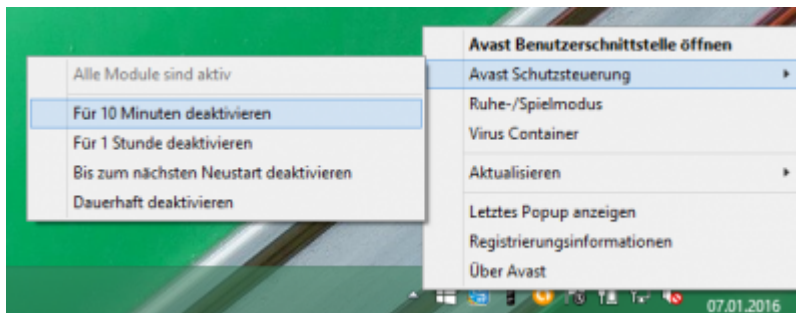 Avast Benutzerschnittstelle öffnen
Avast Schutzsteuerung
Ruhe-/Spielmodus
Virus Container
Aktualisieren
Letztes Popup anzeigen
Registrierungsinformationen
Über Avast
Alle Module sind aktiv
Für 10 Minuten deaktivieren
Für 1 Stunde deaktivieren
Bis zum nächsten Neustart deaktivieren
Dauerhaft deaktivieren
07.01.2016